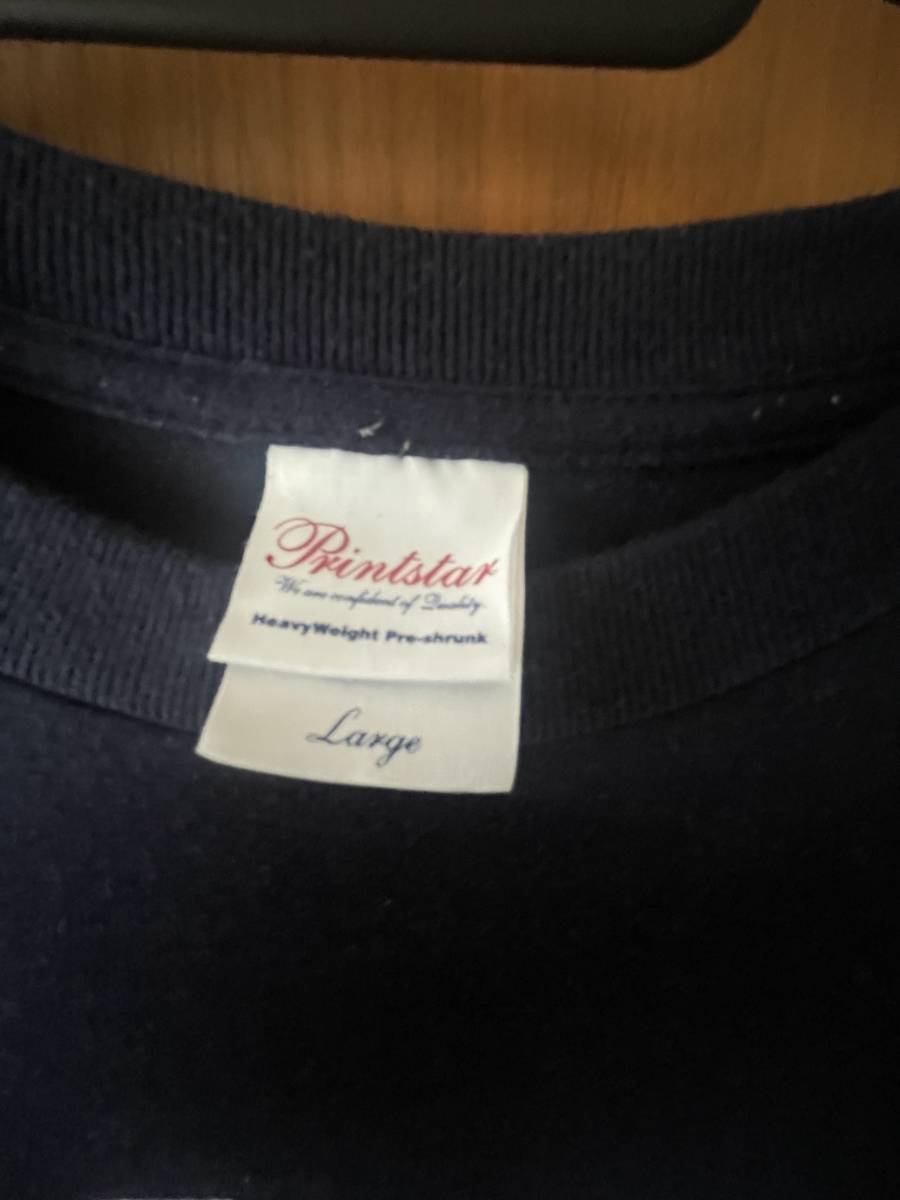 Printstar
We are confident of Quality
HeavyWeight Pre-shrunk
Large